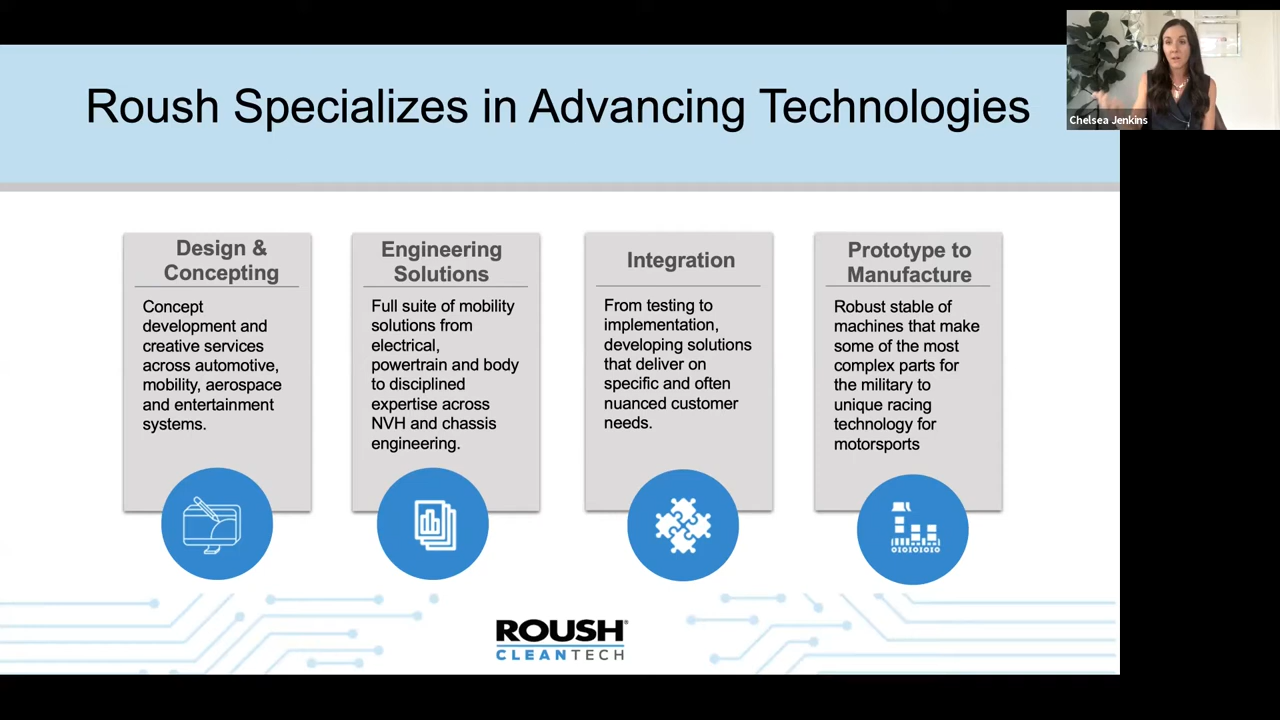 Roush Specializes in Advancing Technologies
Chelsea Jenkins
Design &
Concepting
Concept
development and
creative services
across automotive,
mobility, aerospace
and entertainment
systems.
Engineering
Solutions
Full suite of mobility
solutions from
electrical,
powertrain and body
to disciplined
expertise across
NVH and chassis
engineering.
Integration
From testing to
implementation,
developing solutions
that deliver on
specific and often
nuanced customer
needs.
Prototype to
Manufacture
Robust stable of
machines that make
some of the most
complex parts for
the military to
unique racing
technology for
motorsports
010101010
ROUSH®
CLEANTECH